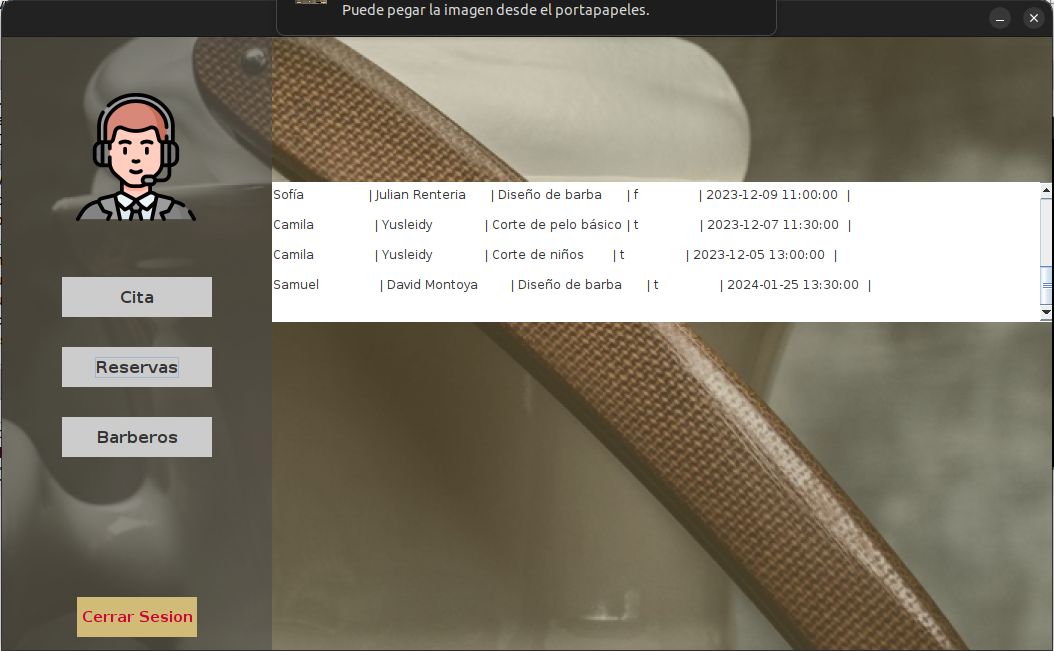 Puede pegar la imagen desde el portapapeles.
Sofía | Julian Renteria | Diseño de barba | f | 2023-12-09 11:00:00 |
Camila | Yusleidy | Corte de pelo básico | t | 2023-12-07 11:30:00 |
Camila | Yusleidy | Corte de niños | t | 2023-12-05 13:00:00 |
Samuel | David Montoya | Diseño de barba | t | 2024-01-25 13:30:00 |
Cita
Reservas
Barberos
Cerrar Sesion